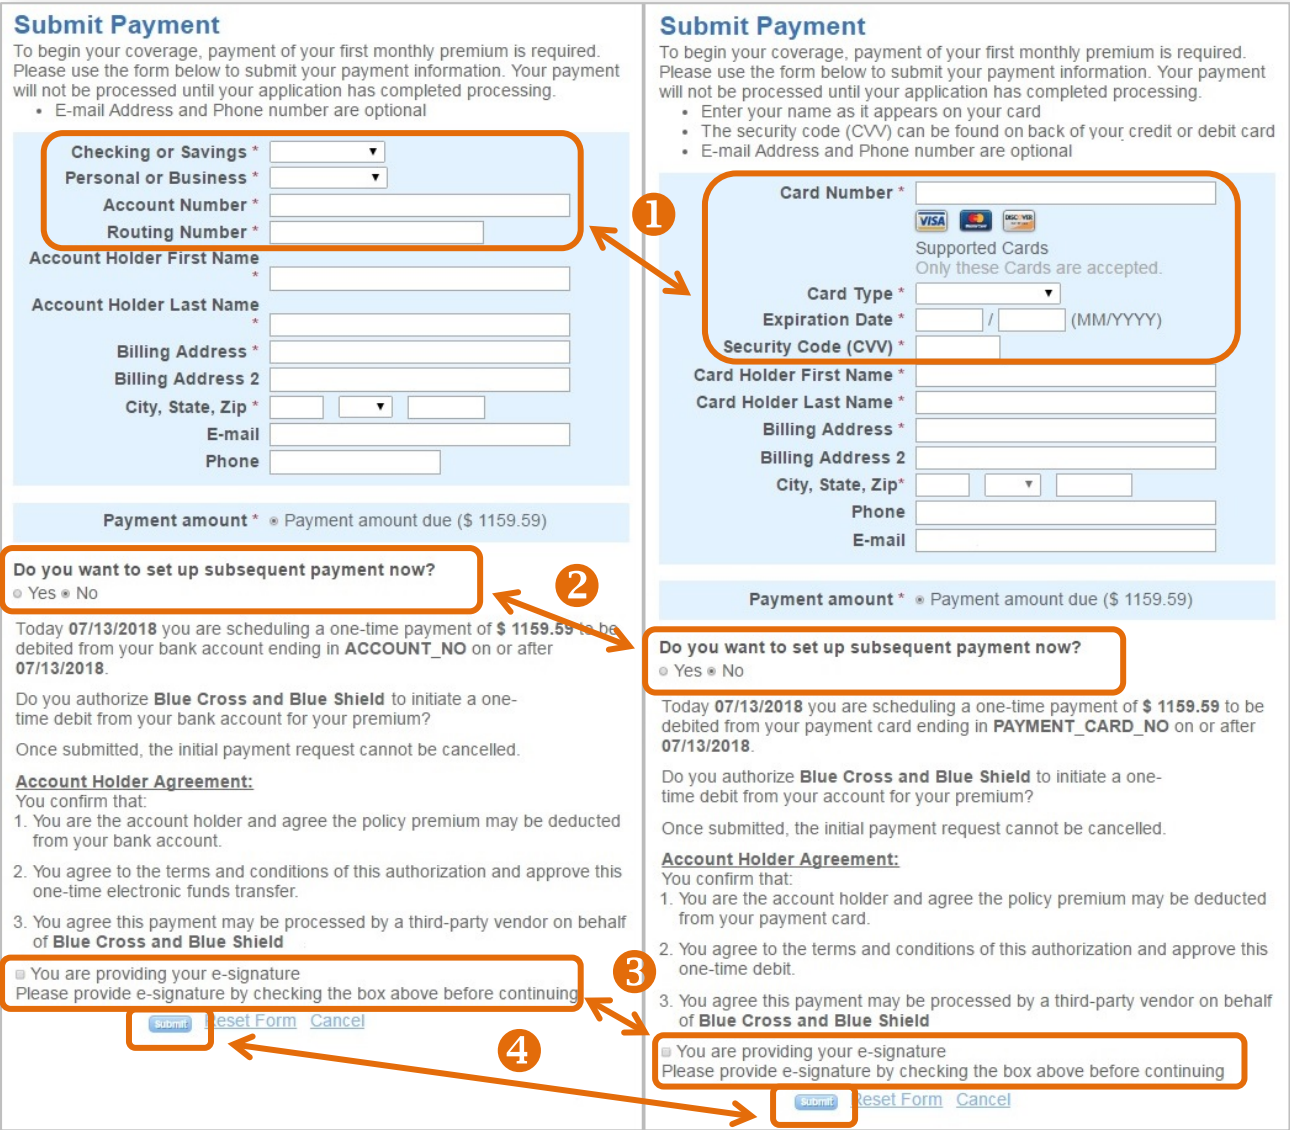 Submit Payment
To begin your coverage, payment of your first monthly premium is required.
Please use the form below to submit your payment information. Your payment
will not be processed until your application has completed processing.
• E-mail Address and Phone number are optional
Checking or Savings *
Personal or Business *
Account Number *
Routing Number *
Account Holder First Name
*
Account Holder Last Name
*
Billing Address *
Billing Address 2
City, State, Zip *
E-mail
Phone
Payment amount * Payment amount due ($ 1159.59)
Do you want to set up subsequent payment now?
Yes No
Today 07/13/2018 you are scheduling a one-time payment of $ 1159.59 to be
debited from your bank account ending in ACCOUNT_NO on or after
07/13/2018.
Do you authorize Blue Cross and Blue Shield to initiate a one-
time debit from your bank account for your premium?
Once submitted, the initial payment request cannot be cancelled.
Account Holder Agreement:
You confirm that:
1. You are the account holder and agree the policy premium may be deducted
from your bank account.
2. You agree to the terms and conditions of this authorization and approve this
one-time electronic funds transfer.
3. You agree this payment may be processed by a third-party vendor on behalf
of Blue Cross and Blue Shield
You are providing your e-signature
Please provide e-signature by checking the box above before continuing
Submit Reset Form Cancel
1
2
3
4
Submit Payment
To begin your coverage, payment of your first monthly premium is required.
Please use the form below to submit your payment information. Your payment
will not be processed until your application has completed processing.
• Enter your name as it appears on your card
• The security code (CVV) can be found on back of your credit or debit card
• E-mail Address and Phone number are optional
Card Number *
VISA MasterCard DISCOVER
Supported Cards
Only these Cards are accepted.
Card Type *
Expiration Date * / (MM/YYYY)
Security Code (CVV) *
Card Holder First Name *
Card Holder Last Name *
Billing Address *
Billing Address 2
City, State, Zip*
Phone
E-mail
Payment amount * Payment amount due ($ 1159.59)
Do you want to set up subsequent payment now?
Yes No
Today 07/13/2018 you are scheduling a one-time payment of $ 1159.59 to be
debited from your payment card ending in PAYMENT_CARD_NO on or after
07/13/2018.
Do you authorize Blue Cross and Blue Shield to initiate a one-
time debit from your account for your premium?
Once submitted, the initial payment request cannot be cancelled.
Account Holder Agreement:
You confirm that:
1. You are the account holder and agree the policy premium may be deducted
from your payment card.
2. You agree to the terms and conditions of this authorization and approve this
one-time debit.
3. You agree this payment may be processed by a third-party vendor on behalf
of Blue Cross and Blue Shield
You are providing your e-signature
Please provide e-signature by checking the box above before continuing
Submit Reset Form Cancel